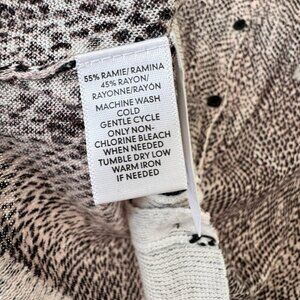 55% RAMIE/RAMINA
45% RAYON/
RAYONNE/RAYÓN
MACHINE WASH
COLD
GENTLE CYCLE
ONLY NON-
CHLORINE BLEACH
WHEN NEEDED
TUMBLE DRY LOW
WARM IRON
IF NEEDED